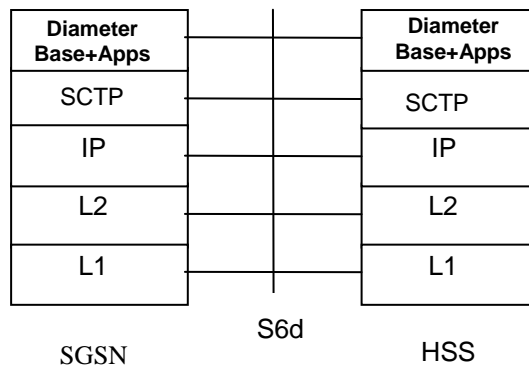 Diameter
Base+Apps
SCTP
IP
L2
L1
SGSN
S6d
Diameter
Base+Apps
SCTP
IP
L2
L1
HSS